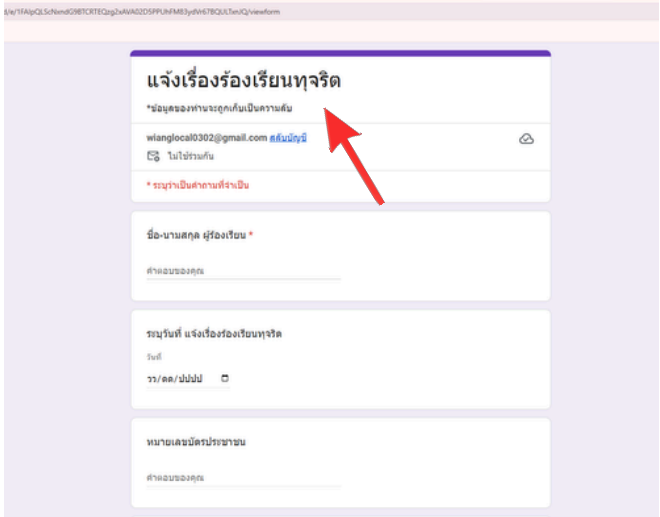 แจ้งเรื่องร้องเรียนทุจริต
*ข้อมูลของท่านจะถูกเก็บเป็นความลับ
wianglocal0302@gmail.com สลับบัญชี
ไม่ใช่ร่วมกัน
* ระบุว่าเป็นคำถามที่จำเป็น
ชื่อ-นามสกุล ผู้ร้องเรียน *
คำตอบของคุณ
ระบุวันที่ แจ้งเรื่องร้องเรียนทุจริต
วันที่
วว/ดด/ปปปป
หมายเลขบัตรประชาชน
คำตอบของคุณ